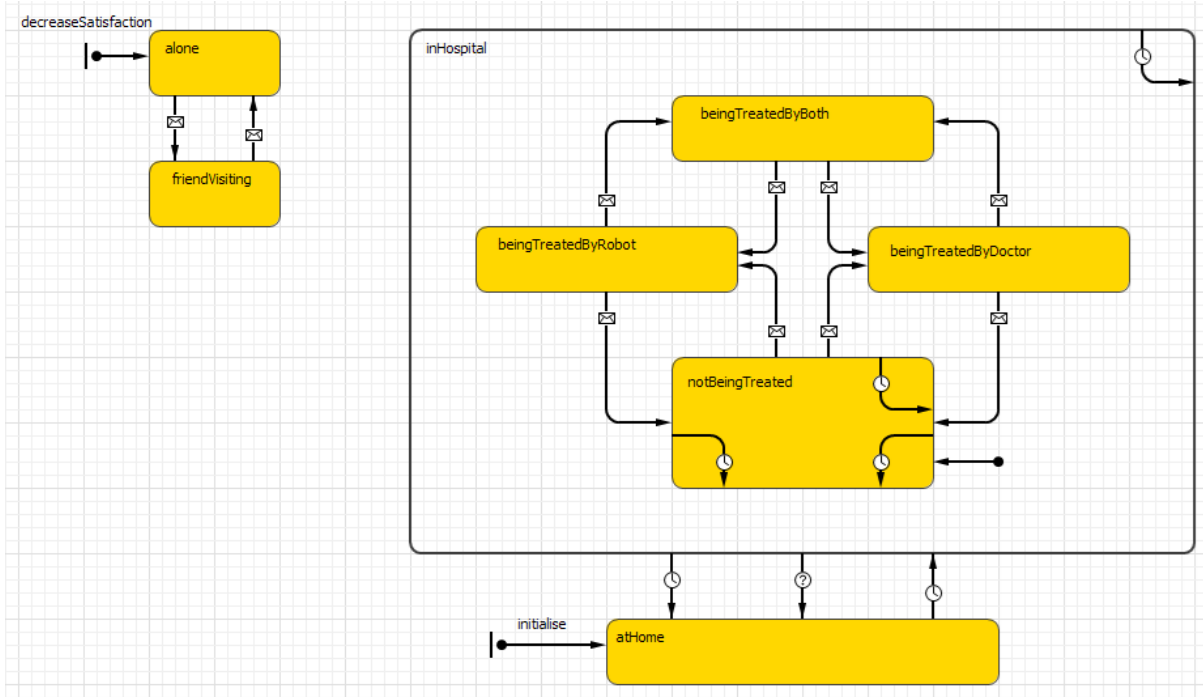 decreaseSatisfaction
alone
friendVisiting
inHospital
beingTreatedByBoth
beingTreatedByRobot
beingTreatedByDoctor
notBeingTreated
?
initialise
atHome